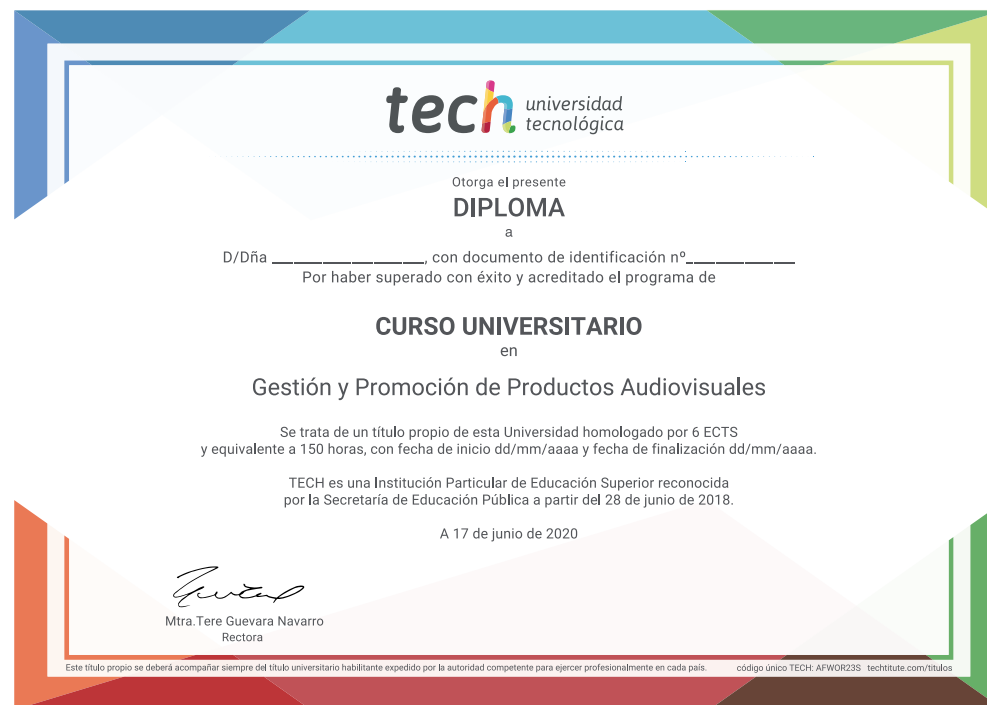 tech universidad
tecnológica
Otorga el presente
DIPLOMA
a
D/Dña ____________________, con documento de identificación nº______________
Por haber superado con éxito y acreditado el programa de
CURSO UNIVERSITARIO
en
Gestión y Promoción de Productos Audiovisuales
Se trata de un título propio de esta Universidad homologado por 6 ECTS
y equivalente a 150 horas, con fecha de inicio dd/mm/aaaa y fecha de finalización dd/mm/aaaa.
TECH es una Institución Particular de Educación Superior reconocida
por la Secretaría de Educación Pública a partir del 28 de junio de 2018.
A 17 de junio de 2020
Mtra.Tere Guevara Navarro
Rectora
Este título propio se deberá acompañar siempre del título universitario habilitante expedido por la autoridad competente para ejercer profesionalmente en cada país. código único TECH: AFWOR23S techtitute.com/titulos